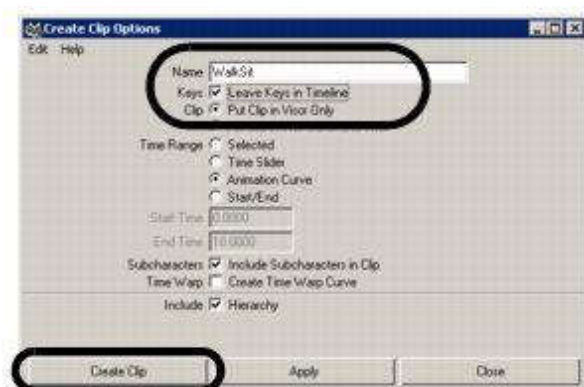 Create Clip Options
Edit Help
Name WalkSit
Keys Leave Keys in Timeline
Clip Put Clip in Visor Only
Time Range Selected
Time Slider
Animation Curve
Start/End
Start Time 0.0000
End Time 10.0000
Subcharacters Include Subcharacters in Clip
Time Warp Create Time Warp Curve
Include Hierarchy
Create Clip Apply Close